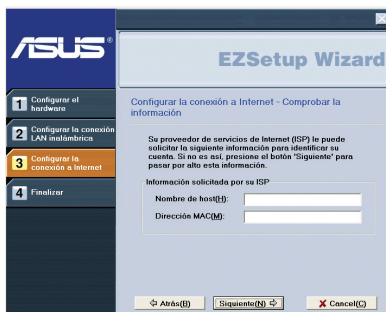 ASUS®
EZSetup Wizard
1 Configurar el
hardware
2 Configurar la conexión
LAN inalámbrica
3 Configurar la
conexión a Internet
4 Finalizar
Configurar la conexión a Internet - Comprobar la
información
Su proveedor de servicios de Internet (ISP) le puede
solicitar la siguiente información para identificar su
cuenta. Si no es así, presione el botón 'Siguiente' para
pasar por alto esta información.
Información solicitada por su ISP
Nombre de host(H):
Dirección MAC(M):
Atrás(B)
Siguiente(N)
Cancel(C)